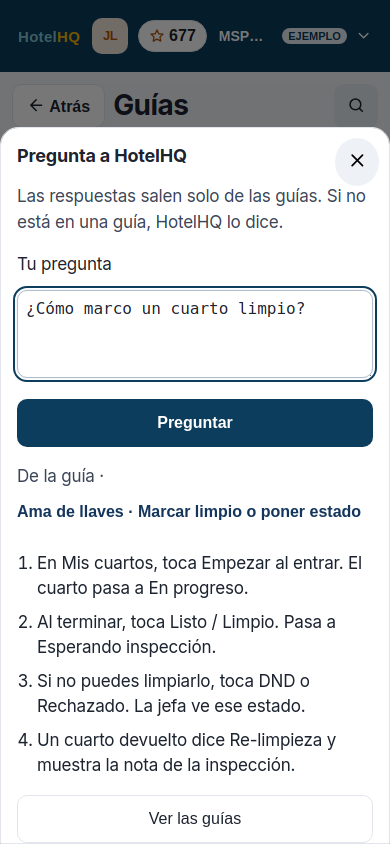 HotelHQ JL 677 MSP... EJEMPLO
Atrás Guías
Pregunta a HotelHQ
Las respuestas salen solo de las guías. Si no
está en una guía, HotelHQ lo dice.
Tu pregunta
¿Cómo marco un cuarto limpio?
Preguntar
De la guía ·
Ama de llaves · Marcar limpio o poner estado
1. En Mis cuartos, toca Empezar al entrar. El
cuarto pasa a En progreso.
2. Al terminar, toca Listo / Limpio. Pasa a
Esperando inspección.
3. Si no puedes limpiarlo, toca DND o
Rechazado. La jefa ve ese estado.
4. Un cuarto devuelto dice Re-limpieza y
muestra la nota de la inspección.
Ver las guías